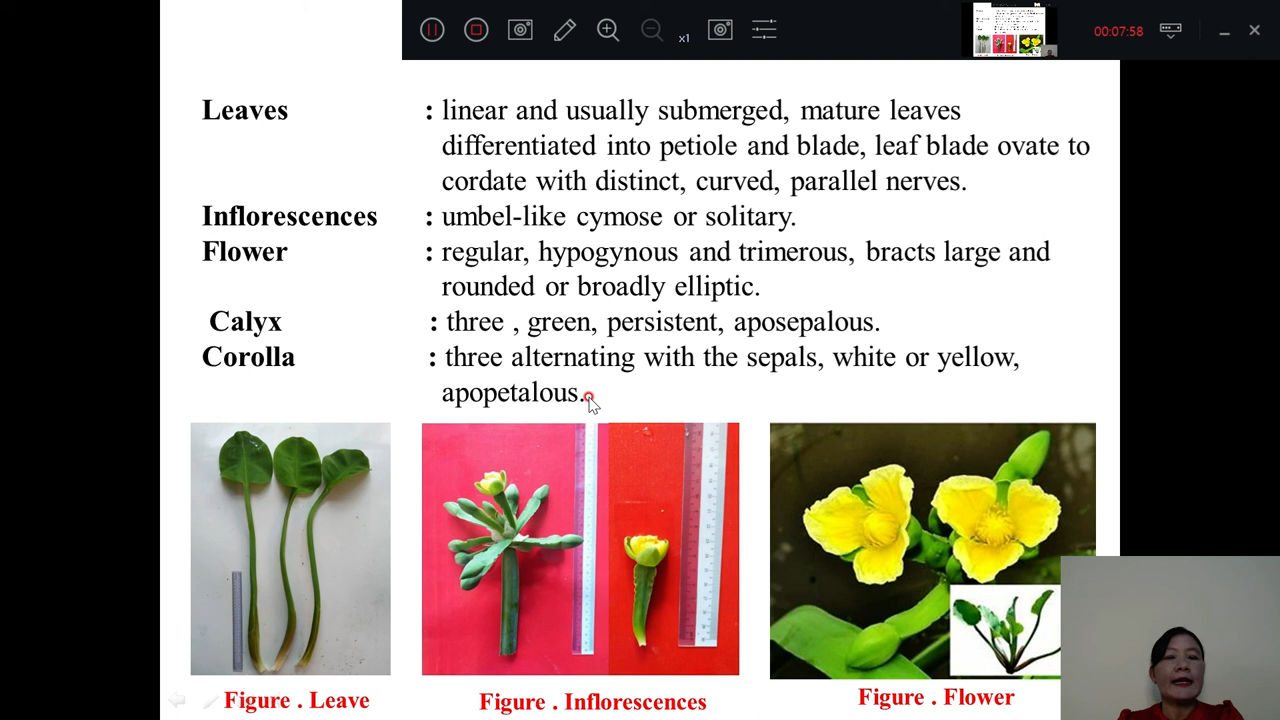 x1
00:07:58
Leaves : linear and usually submerged, mature leaves
differentiated into petiole and blade, leaf blade ovate to
cordate with distinct, curved, parallel nerves.
Inflorescences : umbel-like cymose or solitary.
Flower : regular, hypogynous and trimerous, bracts large and
rounded or broadly elliptic.
Calyx : three , green, persistent, aposepalous.
Corolla : three alternating with the sepals, white or yellow,
apopetalous.
Figure . Leave
Figure . Inflorescences
Figure . Flower